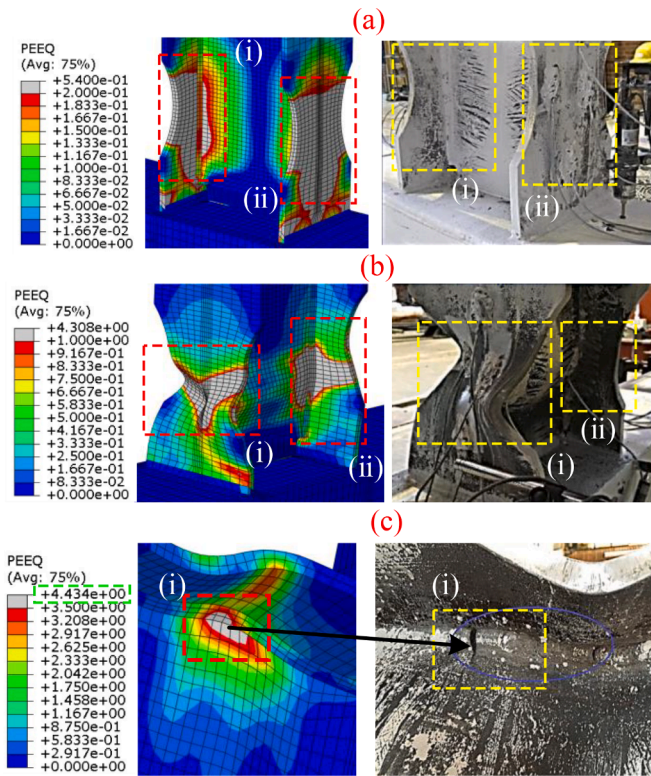 (a)
PEEQ
(Avg: 75%)
+5.400e-01
+2.000e-01
+1.833e-01
+1.667e-01
+1.500e-01
+1.333e-01
+1.167e-01
+1.000e-01
+8.333e-02
+6.667e-02
+5.000e-02
+3.333e-02
+1.667e-02
+0.000e+00
(i)
(ii)
(i)
(ii)
(b)
PEEQ
(Avg: 75%)
+4.308e+00
+1.000e+00
+9.167e-01
+8.333e-01
+7.500e-01
+6.667e-01
+5.833e-01
+5.000e-01
+4.167e-01
+3.333e-01
+2.500e-01
+1.667e-01
+8.333e-02
+0.000e+00
(i)
(ii)
(i)
(ii)
(c)
PEEQ
(Avg: 75%)
+4.434e+00
+3.500e+00
+3.208e+00
+2.917e+00
+2.625e+00
+2.333e+00
+2.042e+00
+1.750e+00
+1.458e+00
+1.167e+00
+8.750e-01
+5.833e-01
+2.917e-01
+0.000e+00
(i)
(i)